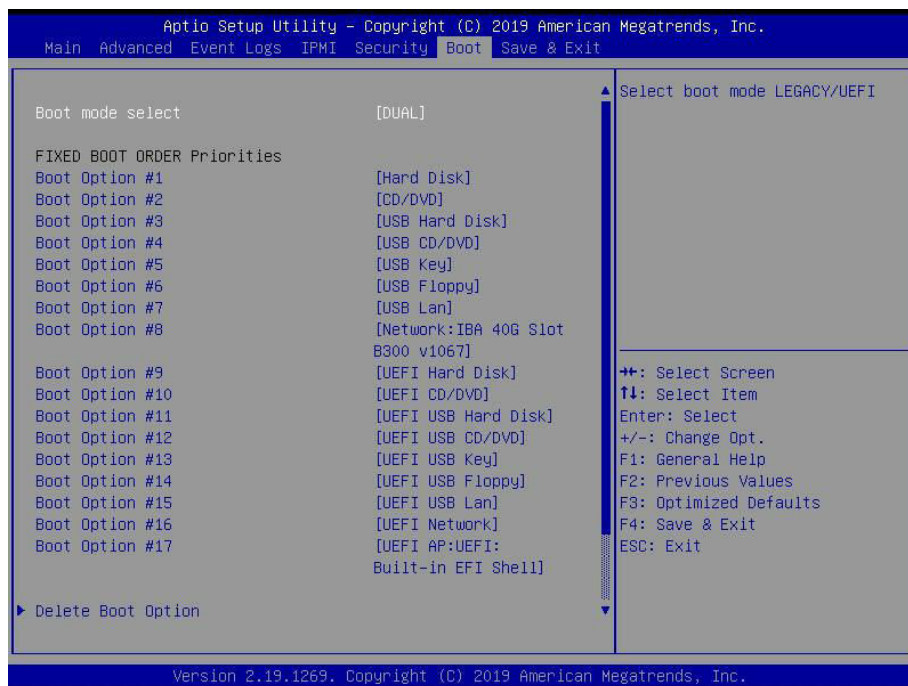 Aptio Setup Utility – Copyright (C) 2019 American Megatrends, Inc.
Main Advanced Event Logs IPMI Security Boot Save & Exit
Boot mode select [DUAL]
FIXED BOOT ORDER Priorities
Boot Option #1 [Hard Disk]
Boot Option #2 [CD/DVD]
Boot Option #3 [USB Hard Disk]
Boot Option #4 [USB CD/DVD]
Boot Option #5 [USB Key]
Boot Option #6 [USB Floppy]
Boot Option #7 [USB Lan]
Boot Option #8 [Network:IBA 40G Slot
B300 v1067]
Boot Option #9 [UEFI Hard Disk]
Boot Option #10 [UEFI CD/DVD]
Boot Option #11 [UEFI USB Hard Disk]
Boot Option #12 [UEFI USB CD/DVD]
Boot Option #13 [UEFI USB Key]
Boot Option #14 [UEFI USB Floppy]
Boot Option #15 [UEFI USB Lan]
Boot Option #16 [UEFI Network]
Boot Option #17 [UEFI AP:UEFI:
Built-in EFI Shell]
▶ Delete Boot Option
Select boot mode LEGACY/UEFI
→←: Select Screen
↑↓: Select Item
Enter: Select
+/-: Change Opt.
F1: General Help
F2: Previous Values
F3: Optimized Defaults
F4: Save & Exit
ESC: Exit
Version 2.19.1269. Copyright (C) 2019 American Megatrends, Inc.